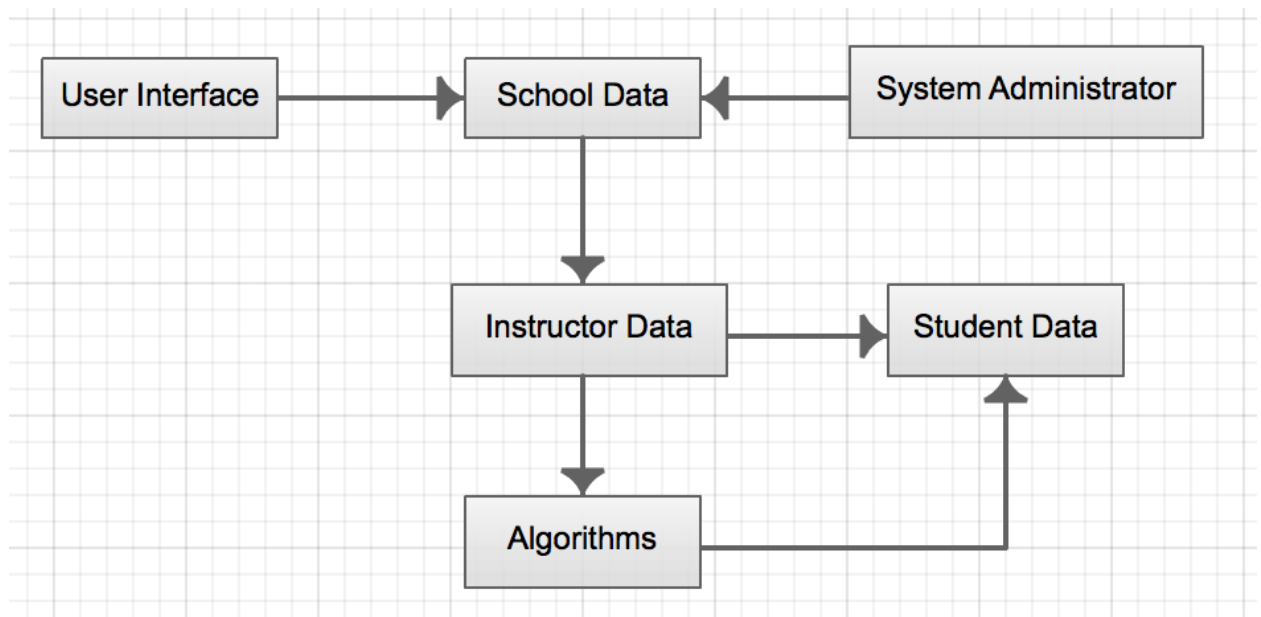 User Interface
School Data
System Administrator
Instructor Data
Student Data
Algorithms